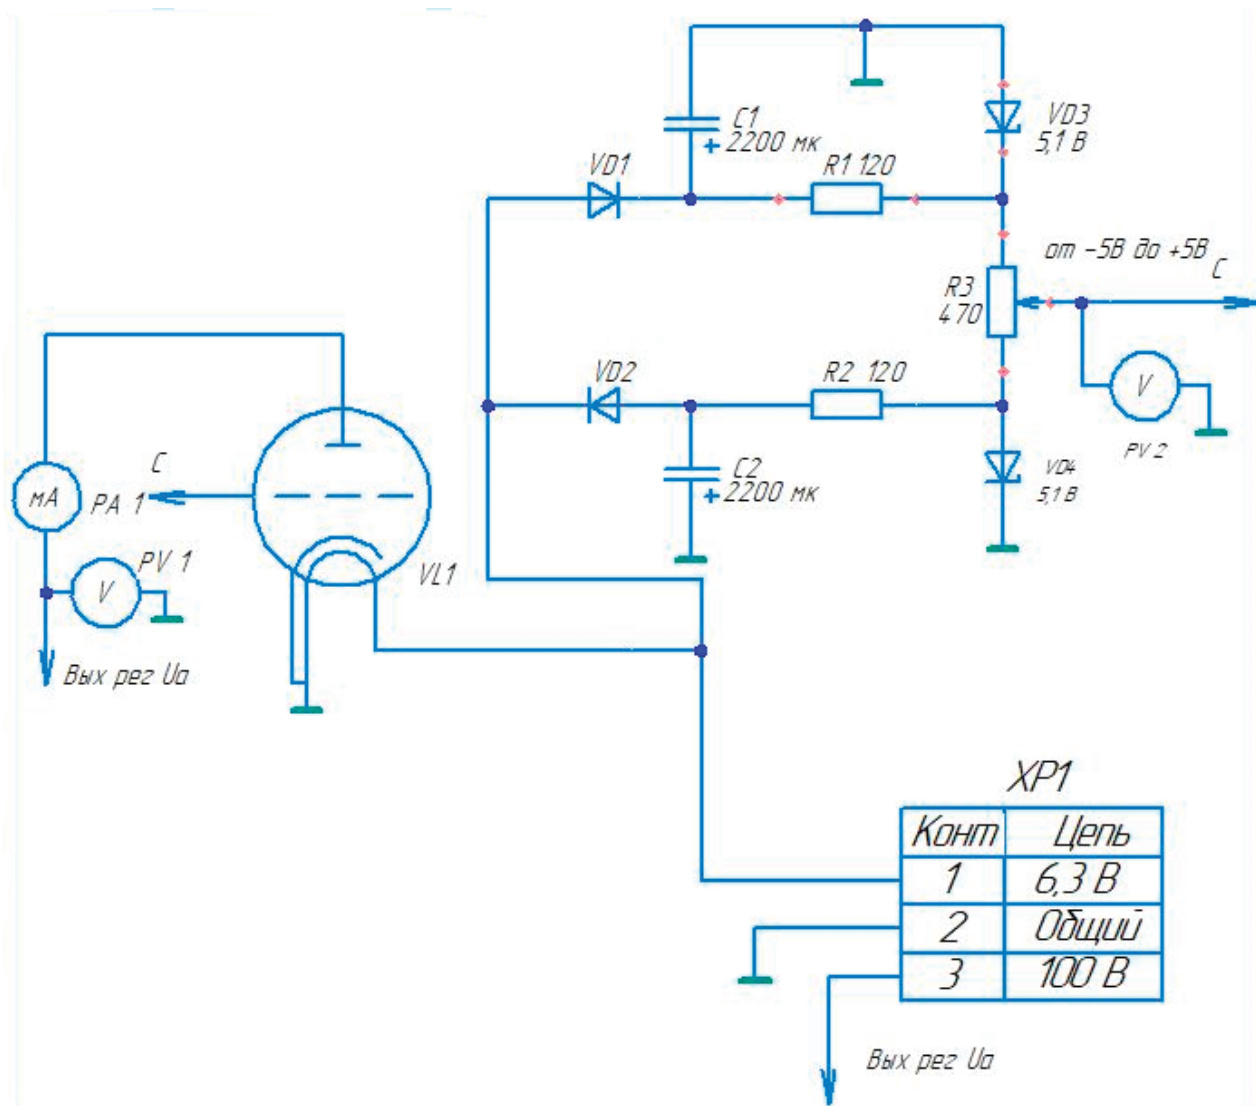 C1
+ 2200 мк
VD3
5,1 В
VD1
R1 120
от -5В до +5В
C
R3
470
VD2
R2 120
V
PV 2
C
мА
PA 1
C2
+ 2200 мк
VD4
5,1 В
PV 1
V
VL1
Вых рег Ua
XP1
Конт Цепь
1 6,3 В
2 Общий
3 100 В
Вых рег Ua